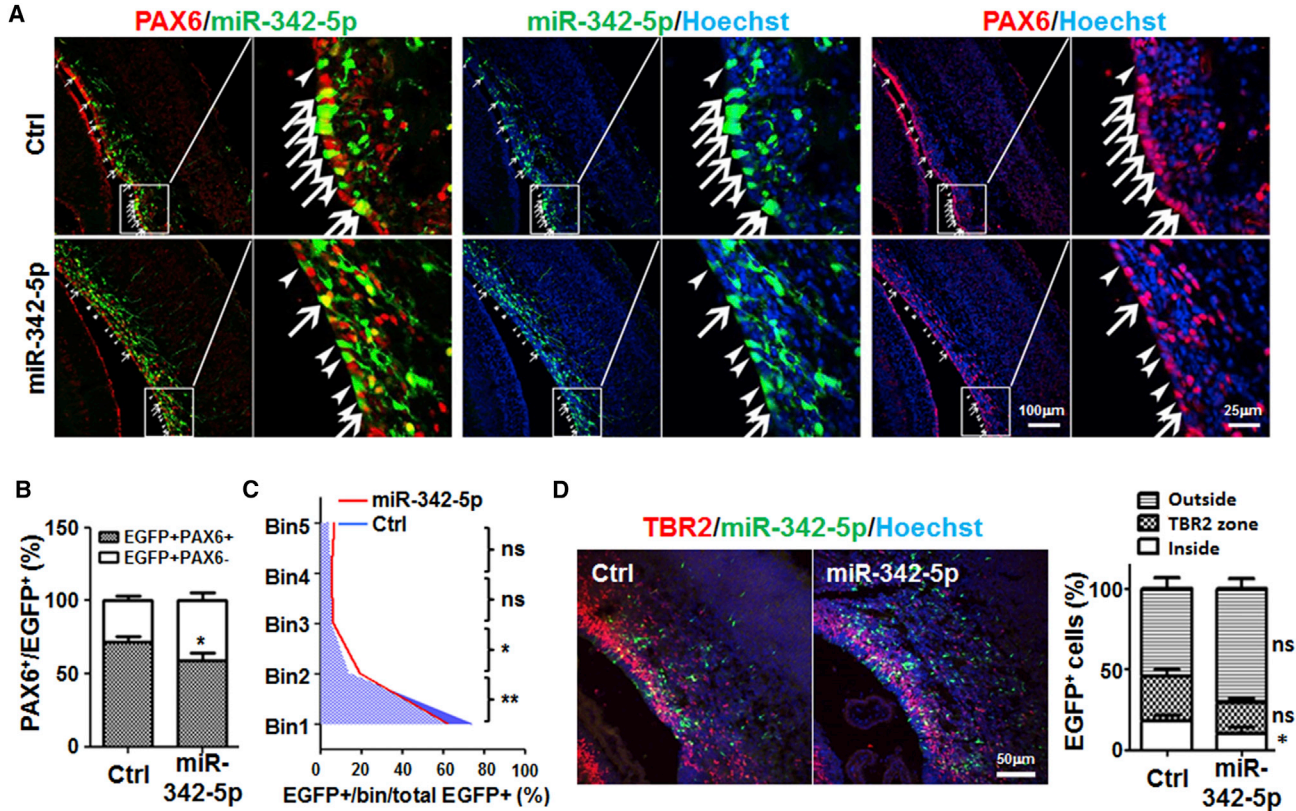 A
PAX6/miR-342-5p
miR-342-5p/Hoechst
PAX6/Hoechst
Ctrl
miR-342-5p
100μm
25μm
B
PAX6+/EGFP+ (%)
150
100
50
0
EGFP+PAX6+
EGFP+PAX6-
*
Ctrl
miR-
342-5p
C
miR-342-5p
Ctrl
Bin5
Bin4
Bin3
Bin2
Bin1
ns
ns
*
**
0 20 40 60 80 100
EGFP+/bin/total EGFP+ (%)
D
TBR2/miR-342-5p/Hoechst
Ctrl
miR-342-5p
50μm
Outside
TBR2 zone
Inside
EGFP+ cells (%)
100
50
0
ns
ns
*
Ctrl
miR-
342-5p